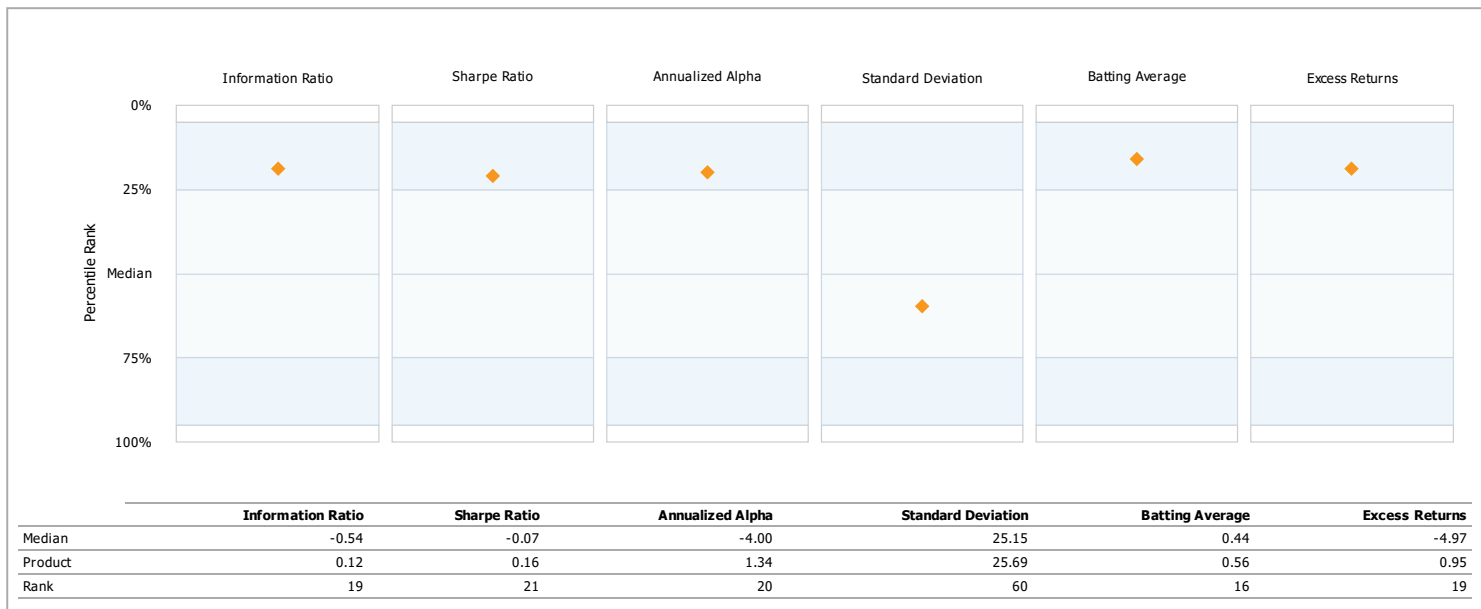 Information Ratio Sharpe Ratio Annualized Alpha Standard Deviation Batting Average Excess Returns
0%
25%
Median
75%
100%
Percentile Rank
Information Ratio Sharpe Ratio Annualized Alpha Standard Deviation Batting Average Excess Returns
Median -0.54 -0.07 -4.00 25.15 0.44 -4.97
Product 0.12 0.16 1.34 25.69 0.56 0.95
Rank 19 21 20 60 16 19